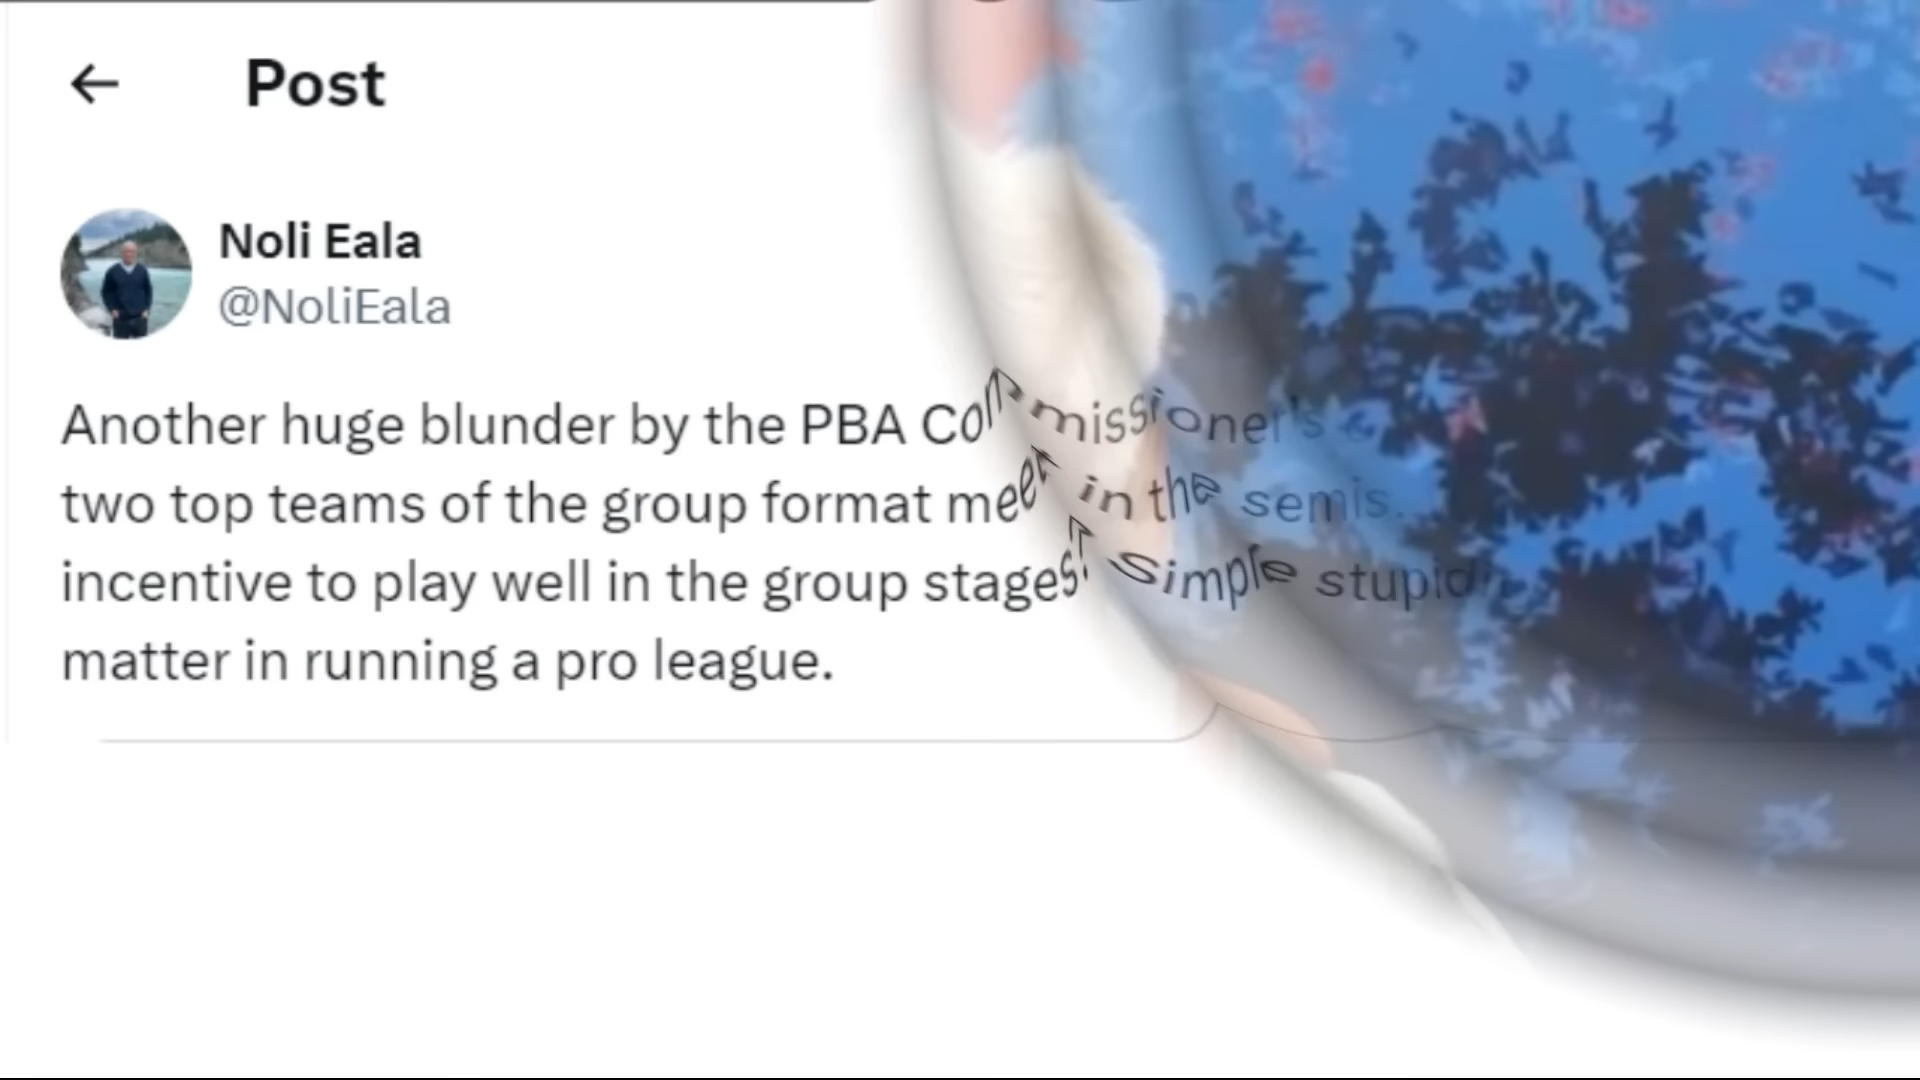 Post
Noli Eala
@NoliEala
Another huge blunder by the PBA Commissioner's
two top teams of the group format meet in the semis.
incentive to play well in the group stages? Simple stupid
matter in running a pro league.